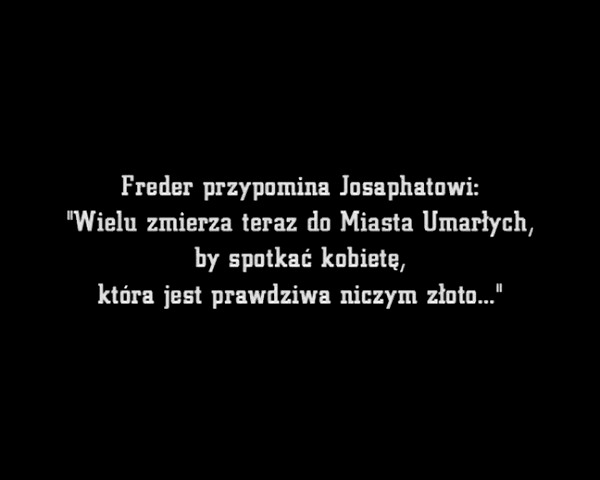 Freder przypomina Josaphatowi:
"Wielu zmierza teraz do Miasta Umarłych,
by spotkać kobietę,
która jest prawdziwa niczym złoto..."